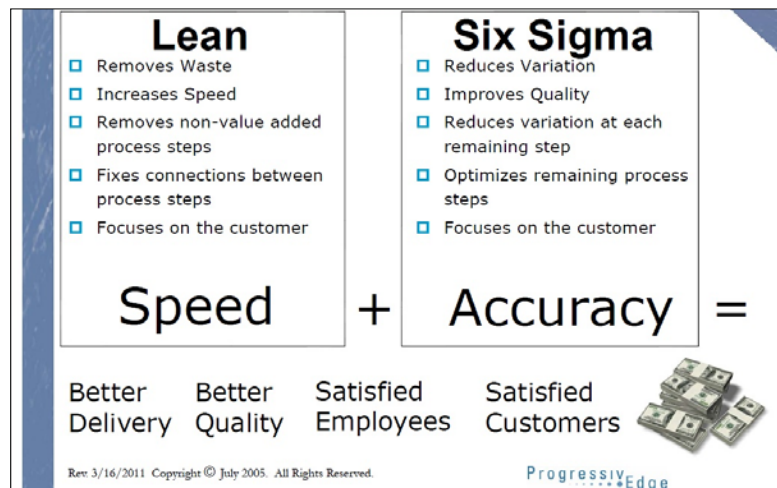 Lean
Removes Waste
Increases Speed
Removes non-value added
process steps
Fixes connections between
process steps
Focuses on the customer
Speed
+
Six Sigma
Reduces Variation
Improves Quality
Reduces variation at each
remaining step
Optimizes remaining process
steps
Focuses on the customer
Accuracy
=
Better
Delivery
Better
Quality
Satisfied
Employees
Satisfied
Customers
Rev. 3/16/2011 Copyright © July 2005. All Rights Reserved.
Progressiv
Edge